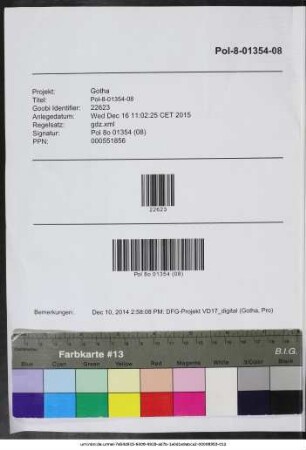 Pol-8-01354-08
Projekt: Gotha
Titel: Pol-8-01354-08
Goobi Identifier: 22623
Anlegedatum: Wed Dec 16 11:02:25 CET 2015
Regelsatz: gdz.xml
Signatur: Pol 8o 01354 (08)
PPN: 000551856
22623
Pol 8o 01354 (08)
Bemerkungen: Dec 10, 2014 2:58:08 PM: DFG-Projekt VD17_digital (Gotha, Pro)
Farbkarte #13
B.I.G.
Blue Cyan Green Yellow Red Magenta White 3/Color Black